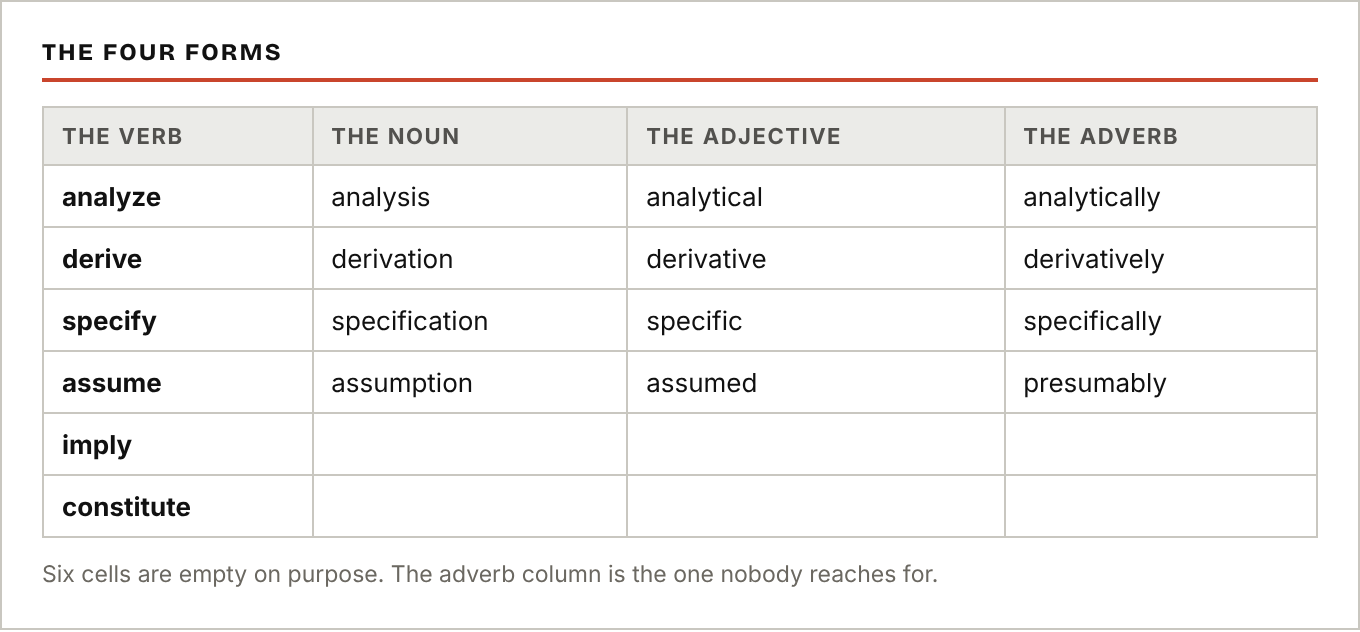 THE FOUR FORMS
THE VERB THE NOUN THE ADJECTIVE THE ADVERB
analyze analysis analytical analytically
derive derivation derivative derivatively
specify specification specific specifically
assume assumption assumed presumably
imply
constitute
Six cells are empty on purpose. The adverb column is the one nobody reaches for.